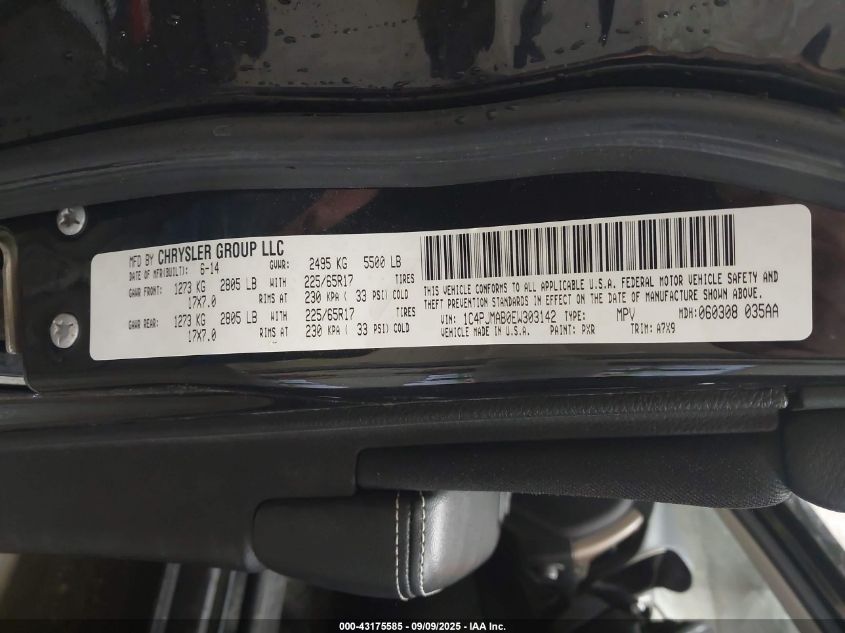 MFD BY CHRYSLER GROUP LLC
DATE OF MFR(BUILT): 6-14 GVWR: 2495 KG 5500 LB
GAWR FRONT: 1273 KG 2805 LB WITH 225/65R17 TIRES
17X7.0 RIMS AT 230 KPA ( 33 PSI) COLD
GAWR REAR: 1273 KG 2805 LB WITH 225/65R17 TIRES
17X7.0 RIMS AT 230 KPA ( 33 PSI) COLD
THIS VEHICLE CONFORMS TO ALL APPLICABLE U.S.A. FEDERAL MOTOR VEHICLE SAFETY AND
THEFT PREVENTION STANDARDS IN EFFECT ON THE DATE OF MANUFACTURE SHOWN ABOVE.
VIN: 1C4PJMAB0EW303142 TYPE: MPV MDH: 060308 035AA
VEHICLE MADE IN U.S.A. PAINT: PXR TRIM: A7X9
000-43175585 - 09/09/2025 - IAA Inc.